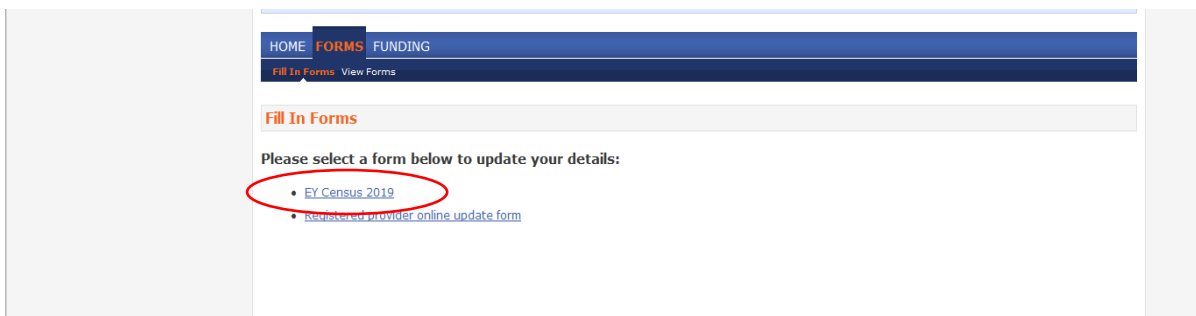 HOME FORMS FUNDING
Fill In Forms View Forms
Fill In Forms
Please select a form below to update your details:
• EY Census 2019
• Registered provider online update form